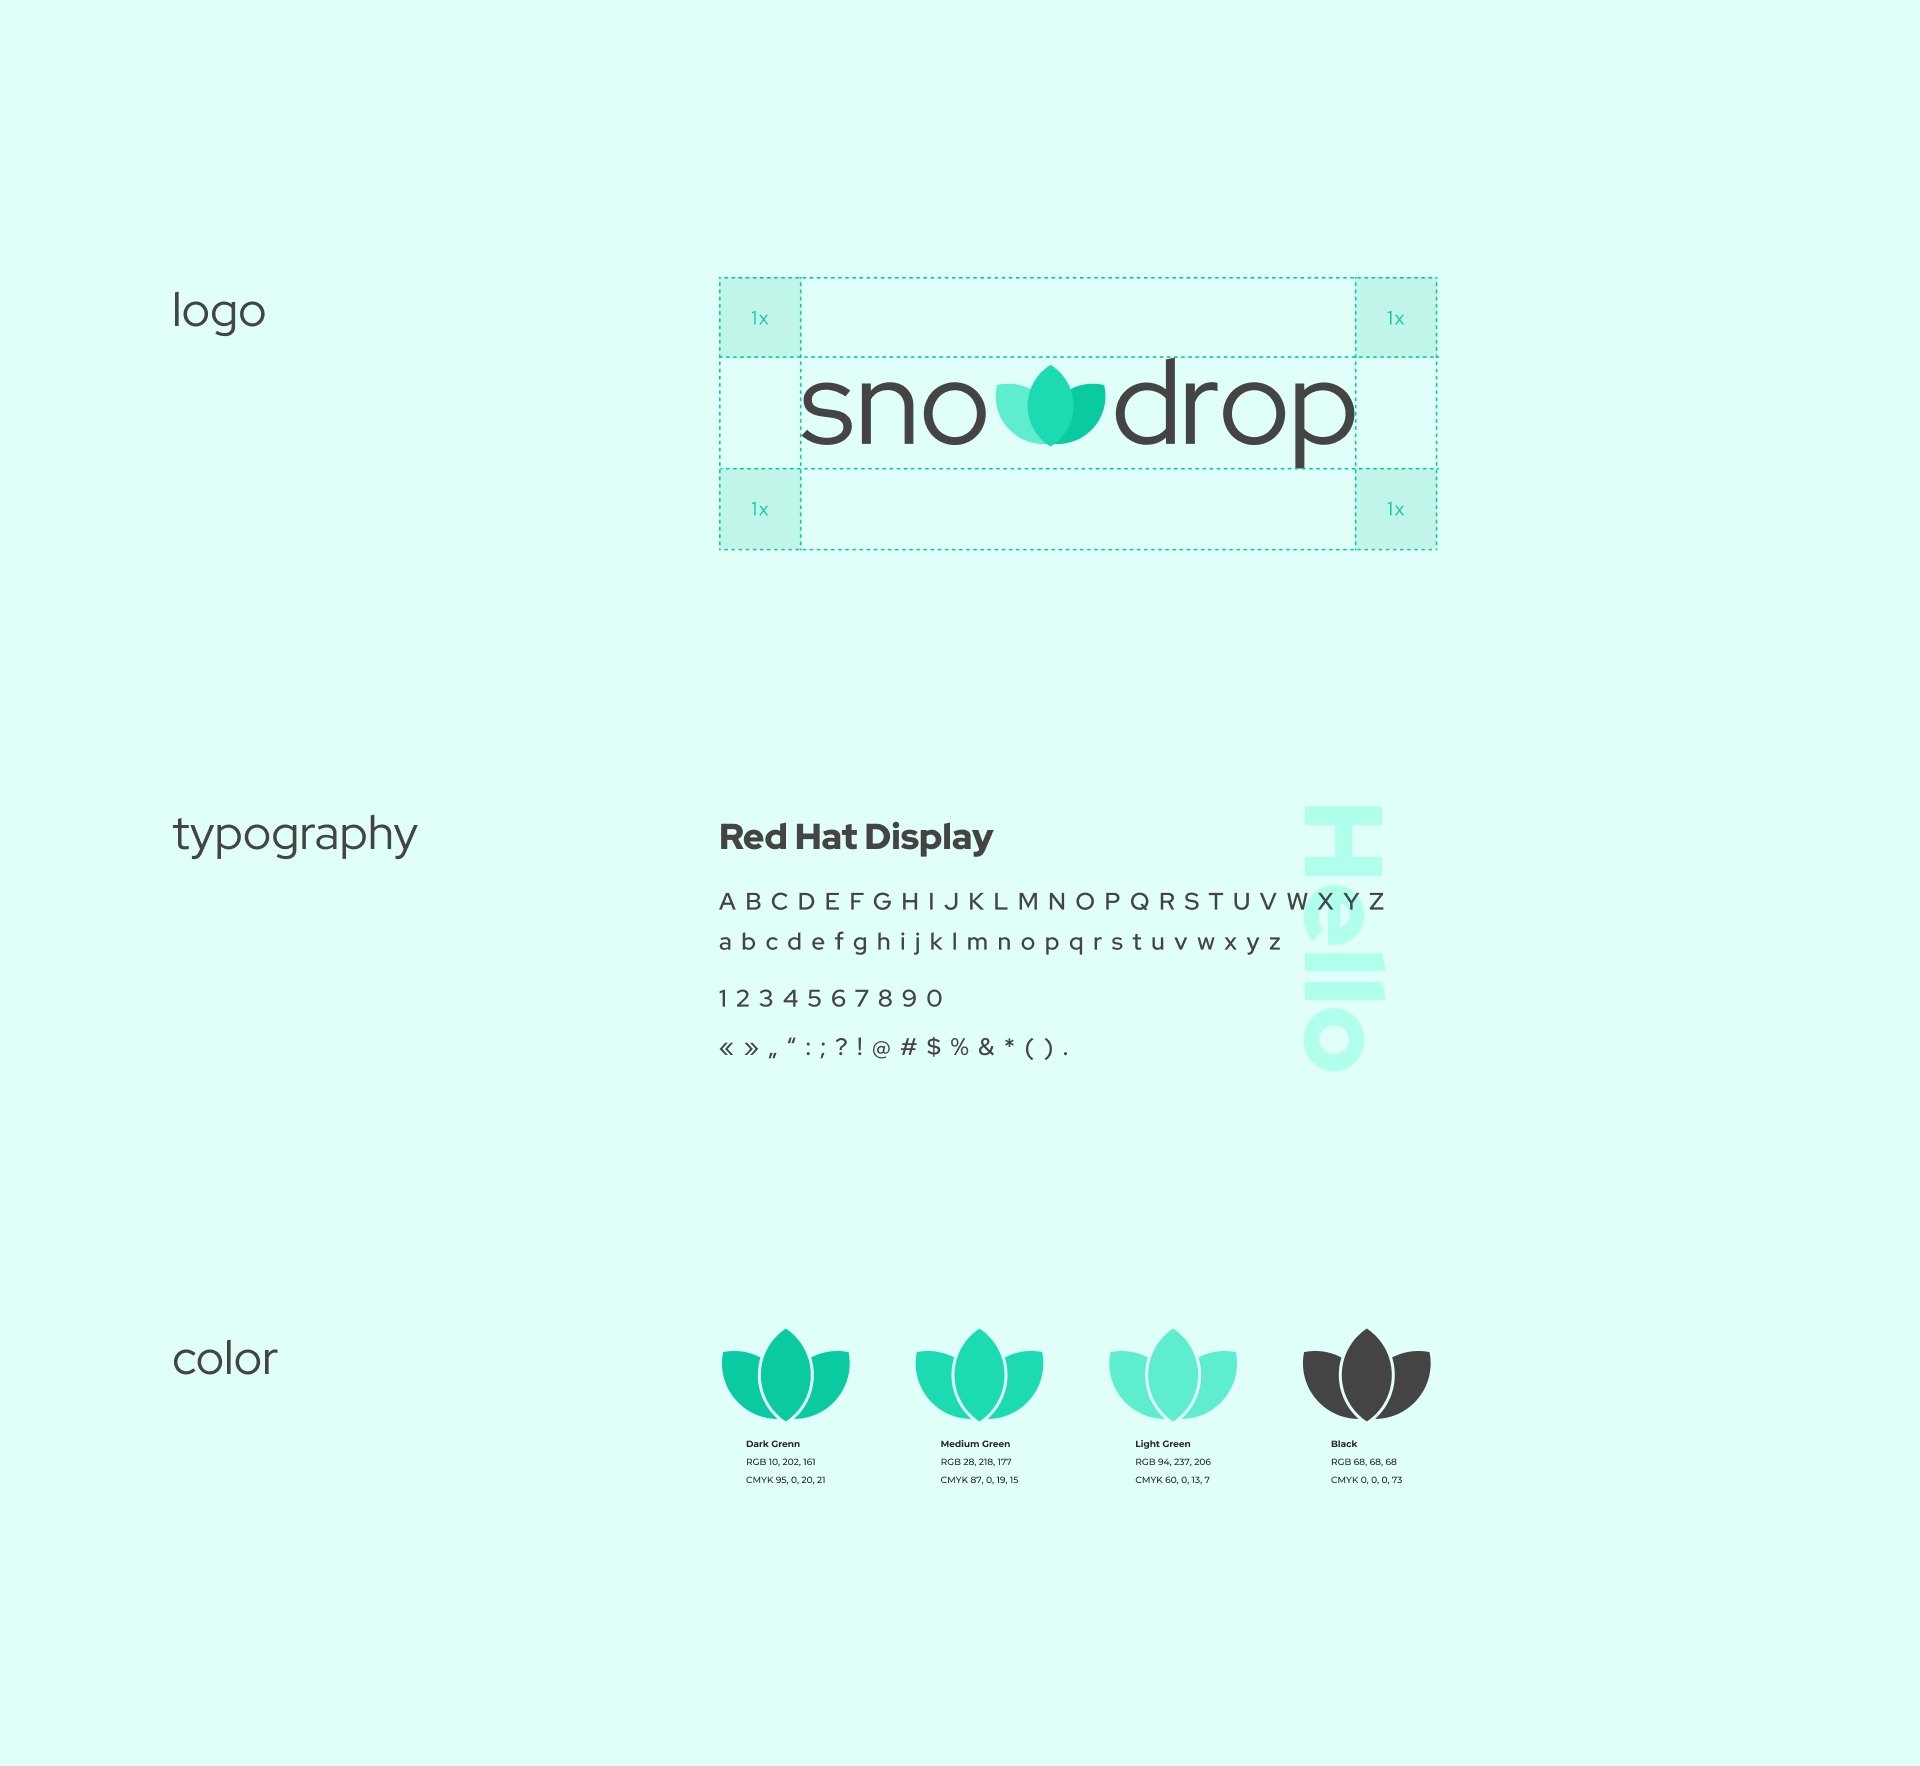 logo
1x
1x
sno drop
1x
1x
typography
Red Hat Display
Hello
A B C D E F G H I J K L M N O P Q R S T U V W X Y Z
a b c d e f g h i j k l m n o p q r s t u v w x y z
1 2 3 4 5 6 7 8 9 0
« » „ “ : ; ? ! @ # $ % & * ( ) .
color
Dark Grenn
RGB 10, 202, 161
CMYK 95, 0, 20, 21
Medium Green
RGB 28, 218, 177
CMYK 87, 0, 19, 15
Light Green
RGB 94, 237, 206
CMYK 60, 0, 13, 7
Black
RGB 68, 68, 68
CMYK 0, 0, 0, 73